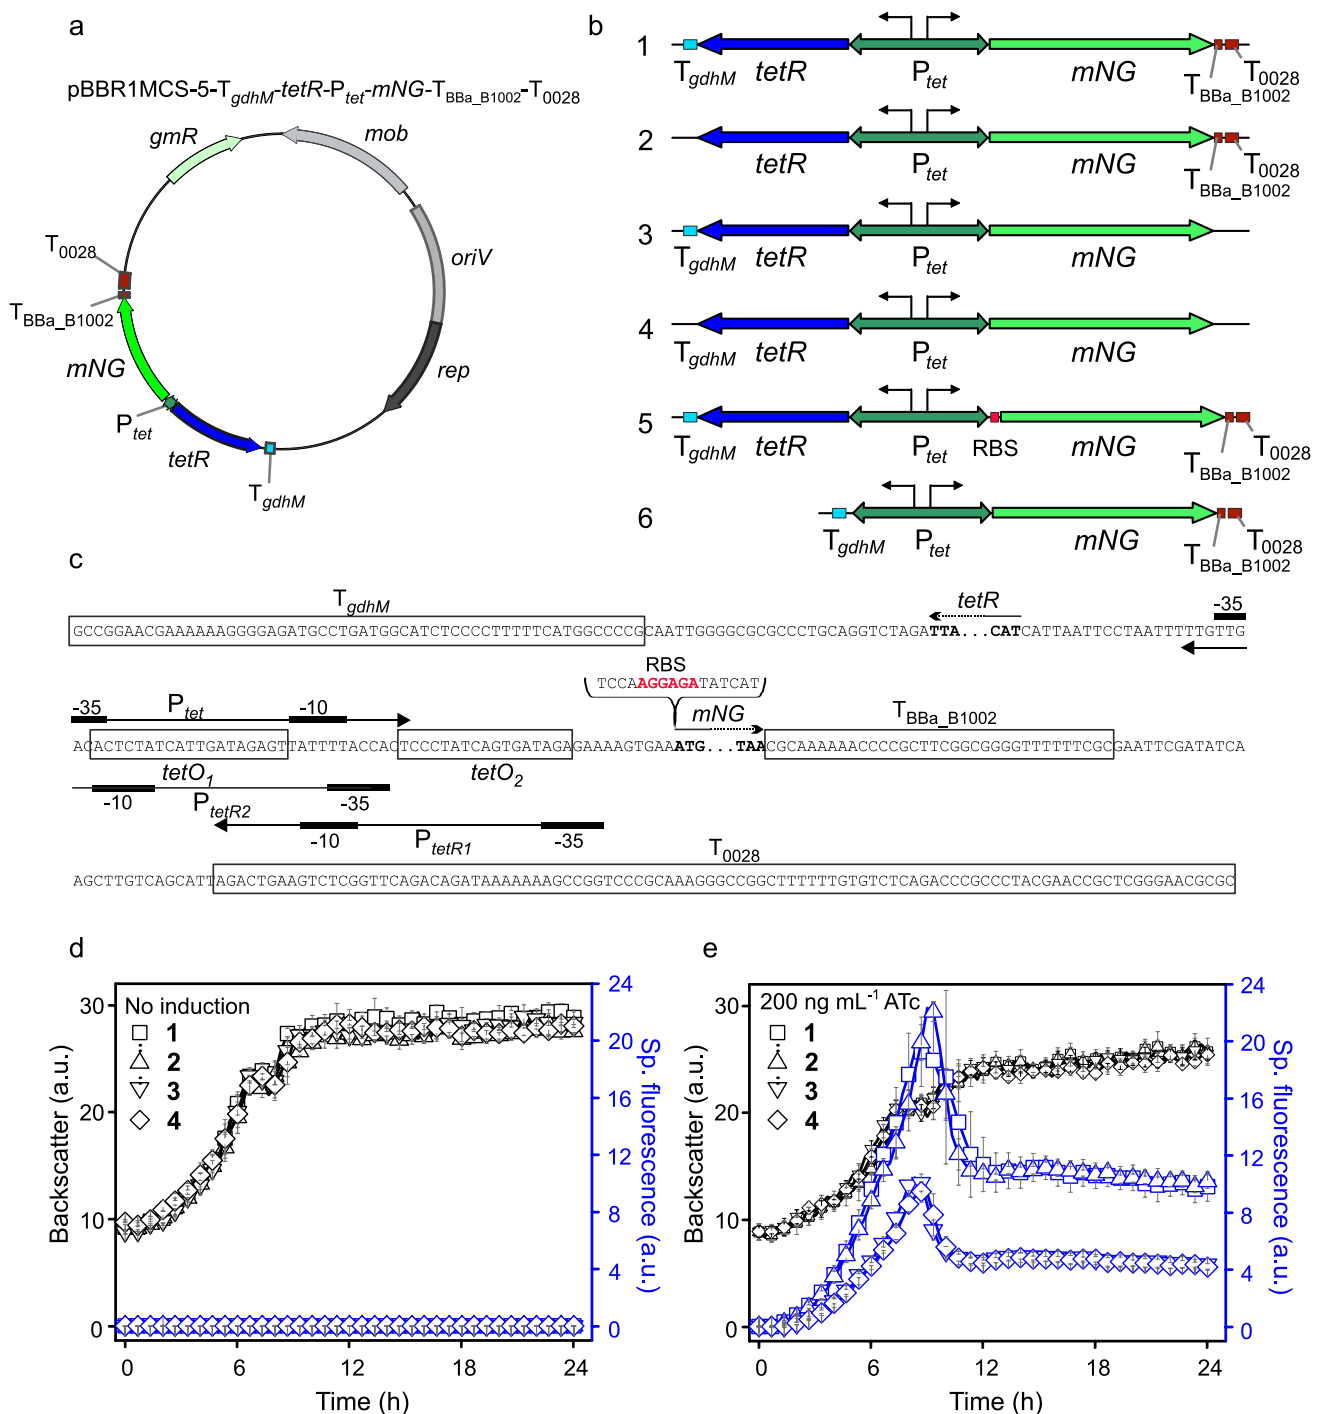 a
pBBR1MCS-5-TgdhM-tetR-Ptet-mNG-TBBa_B1002-T0028
gmR
mob
oriV
rep
T0028
TBBa_B1002
mNG
Ptet
tetR
TgdhM
b
1
TgdhM tetR Ptet mNG T0028
TBBa_B1002
2
tetR Ptet mNG T0028
TBBa_B1002
3
TgdhM tetR Ptet mNG
4
TgdhM tetR Ptet mNG
5
TgdhM tetR Ptet RBS mNG T0028
TBBa_B1002
6
TgdhM Ptet mNG T0028
TBBa_B1002
c
TgdhM tetR -35
GCCGGAACGAAAAAAGGGGAGATGCCTGATGGCATCTCCCCTTTTTCATGGCCCCGCAATTGGGGCGCGCCCTGCAGGTCTAGATTA...CATCATTAATTCCTAATTTTTGTTG
RBS
TCCAAGGAGATATCAT
-35 Ptet -10 mNG TBBa_B1002
ACACTCTATCATTGATAGAGTTATTTTACCACTCCCTATCAGTGATAGAGAAAAGTGAAATG...TAACGCAAAAAACCCCGCTTCGGCGGGGTTTTTTCGCGAATTCGATATCA
tetO1 tetO2
-10 PtetR2 -35
-10 PtetR1 -35
T0028
AGCTTGTCAGCATTAGACTGAAGTCTCGGTTCAGACAGATAAAAAAAGCCGGTCCCGCAAAGGGCCGGCTTTTTTGTGTCTCAGACCCGCCCTACGAACCGCTCGGGAACGCGC
d
No induction
1
2
3
4
30
20
10
0
Backscatter (a.u.)
24
20
16
12
8
4
0
Sp. fluorescence (a.u.)
0 6 12 18 24
Time (h)
e
200 ng mL-1 ATc
1
2
3
4
30
20
10
0
Backscatter (a.u.)
24
20
16
12
8
4
0
Sp. fluorescence (a.u.)
0 6 12 18 24
Time (h)